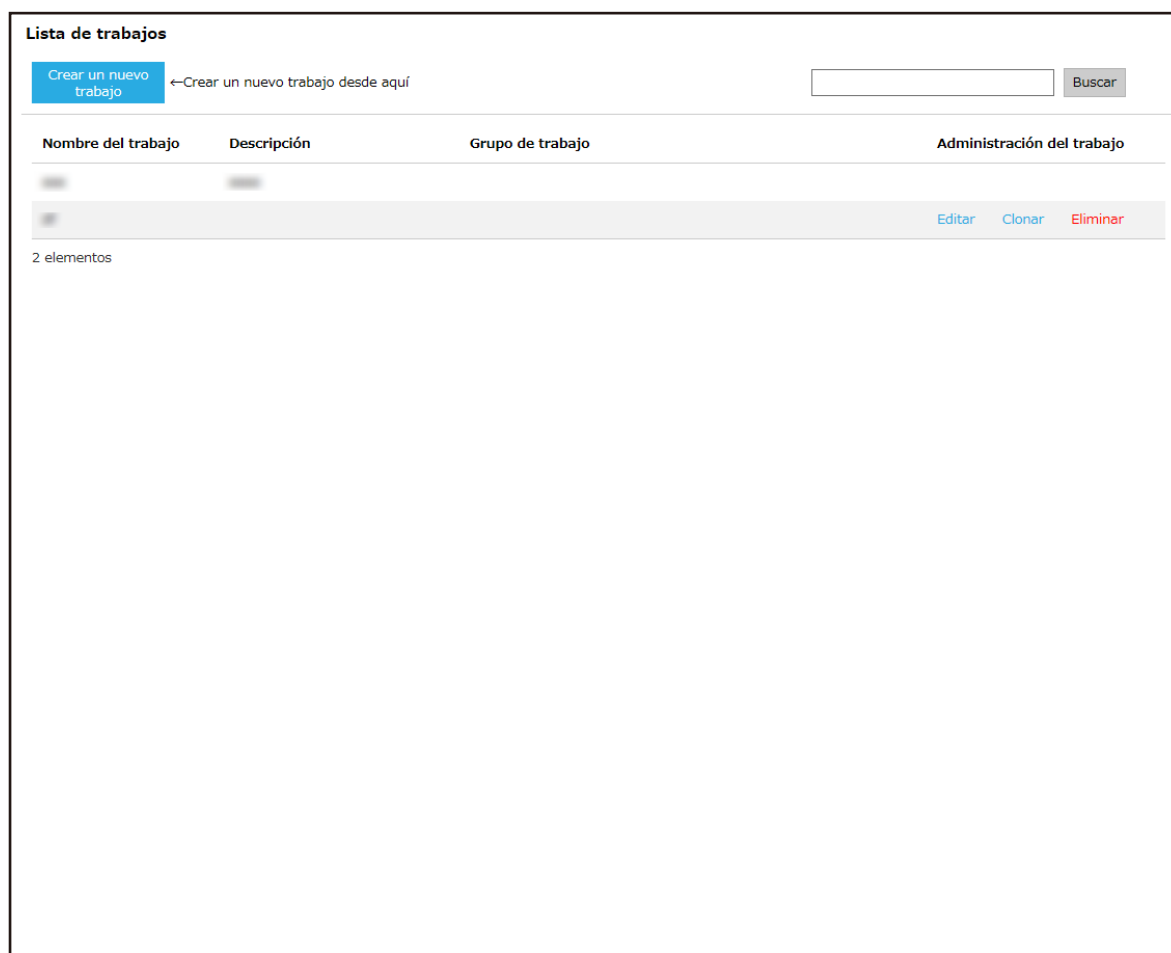 Lista de trabajos
Crear un nuevo
trabajo
←Crear un nuevo trabajo desde aquí
Buscar
Nombre del trabajo Descripción Grupo de trabajo Administración del trabajo
Editar Clonar Eliminar
2 elementos